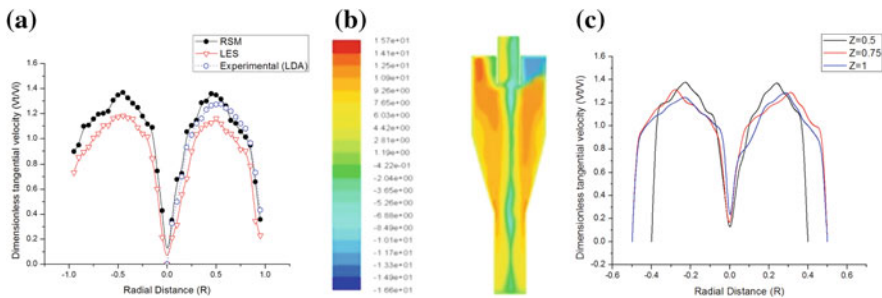 (a)
RSM
LES
Experimental (LDA)
Dimensionless tangential velocity (Vt/Vi)
1.6
1.4
1.2
1.0
0.8
0.6
0.4
0.2
0.0
-1.0
-0.5
0.0
0.5
1.0
Radial Distance (R)
(b)
1.57e+01
1.41e+01
1.25e+01
1.09e+01
9.26e+00
7.65e+00
6.03e+00
4.42e+00
2.81e+00
1.19e+00
-4.22e-01
-2.04e+00
-3.65e+00
-5.26e+00
-6.88e+00
-8.49e+00
-1.01e+01
-1.17e+01
-1.33e+01
-1.49e+01
-1.66e+01
(c)
Z=0.5
Z=0.75
Z=1
Dimensionless tangential velocity (Vt/Vi)
1.6
1.4
1.2
1.0
0.8
0.6
0.4
0.2
0.0
-0.2
-0.6
-0.4
-0.2
0.0
0.2
0.4
0.6
Radial Distance (R)